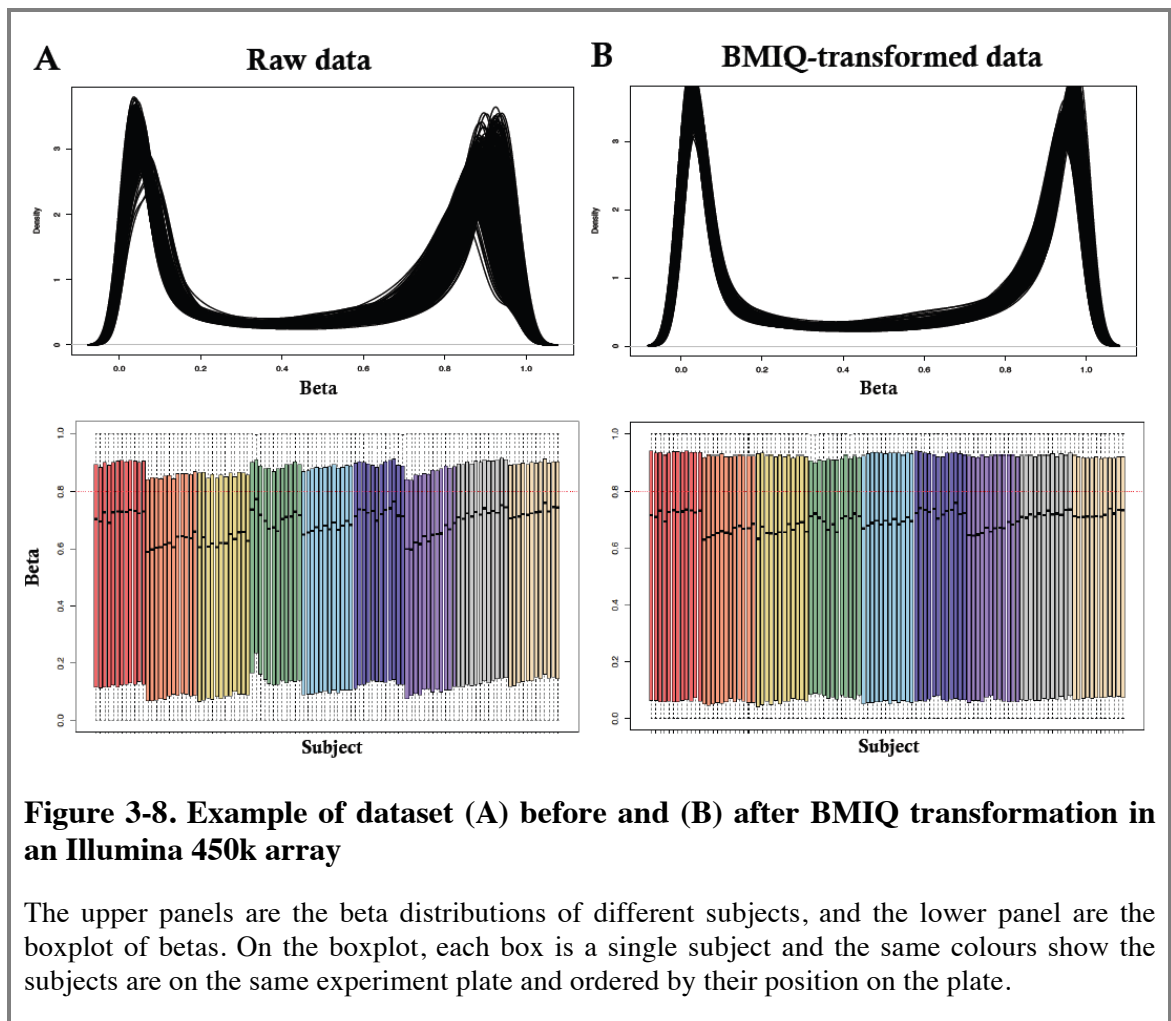 A
Raw data
B
BMIQ-transformed data
Density
0
1
2
3
0.0 0.2 0.4 0.6 0.8 1.0
Beta
Density
0
1
2
3
0.0 0.2 0.4 0.6 0.8 1.0
Beta
Beta
0.0
0.2
0.4
0.6
0.8
1.0
Subject
0.0
0.2
0.4
0.6
0.8
1.0
Subject
Figure 3-8. Example of dataset (A) before and (B) after BMIQ transformation in
an Illumina 450k array
The upper panels are the beta distributions of different subjects, and the lower panel are the
boxplot of betas. On the boxplot, each box is a single subject and the same colours show the
subjects are on the same experiment plate and ordered by their position on the plate.